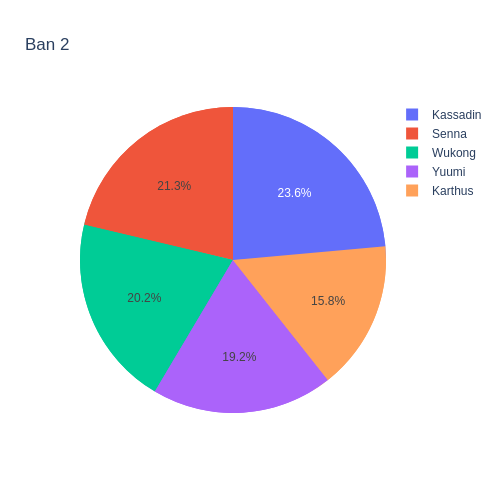 Ban 2
Kassadin
Senna
Wukong
Yuumi
Karthus
23.6%
21.3%
20.2%
19.2%
15.8%